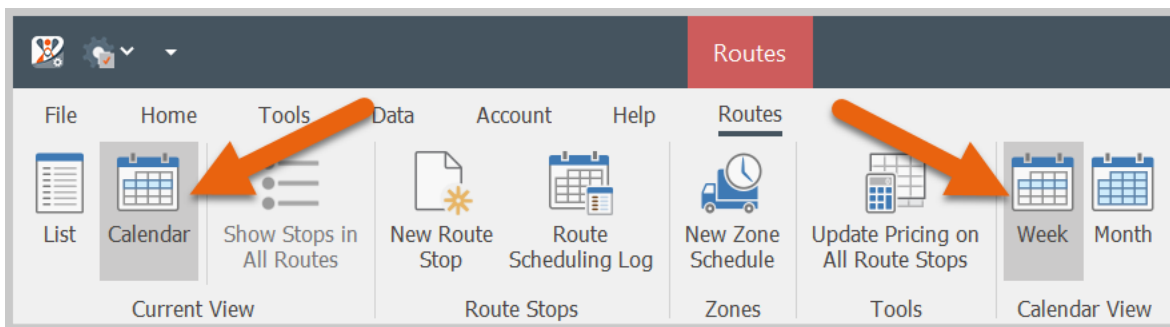 Routes
File Home Tools Data Account Help Routes
List Calendar Show Stops in New Route Route New Zone Update Pricing on Week Month
All Routes Stop Scheduling Log Schedule All Route Stops
Current View Route Stops Zones Tools Calendar View